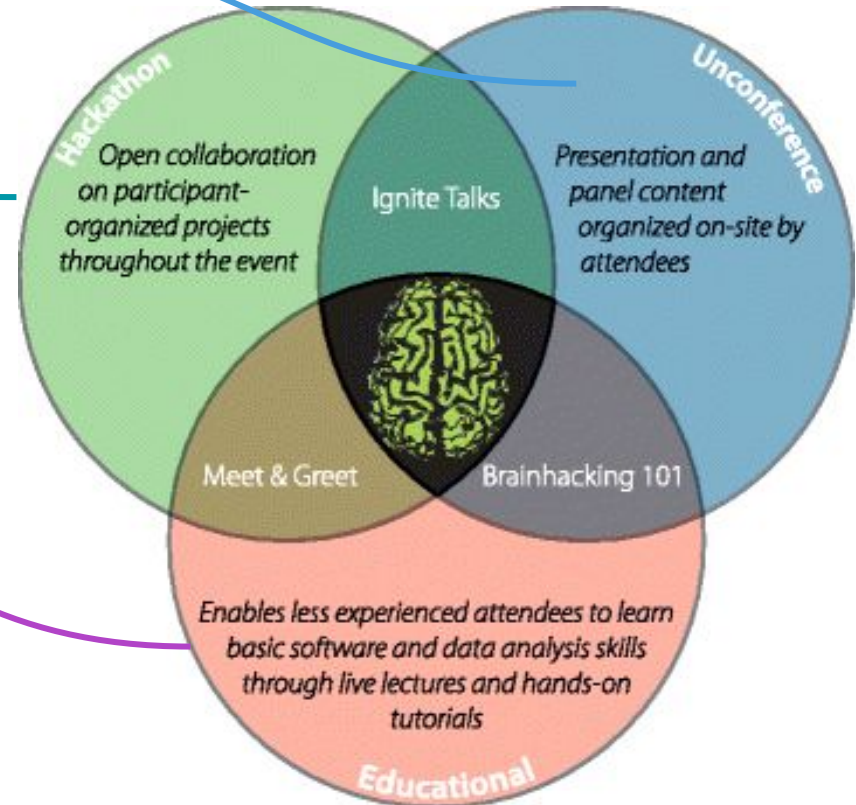 Hackathon
Open collaboration
on participant-
organized projects
throughout the event
Ignite Talks
Unconference
Presentation and
panel content
organized on-site by
attendees
Meet & Greet
Brainhacking 101
Enables less experienced attendees to learn
basic software and data analysis skills
through live lectures and hands-on
tutorials
Educational